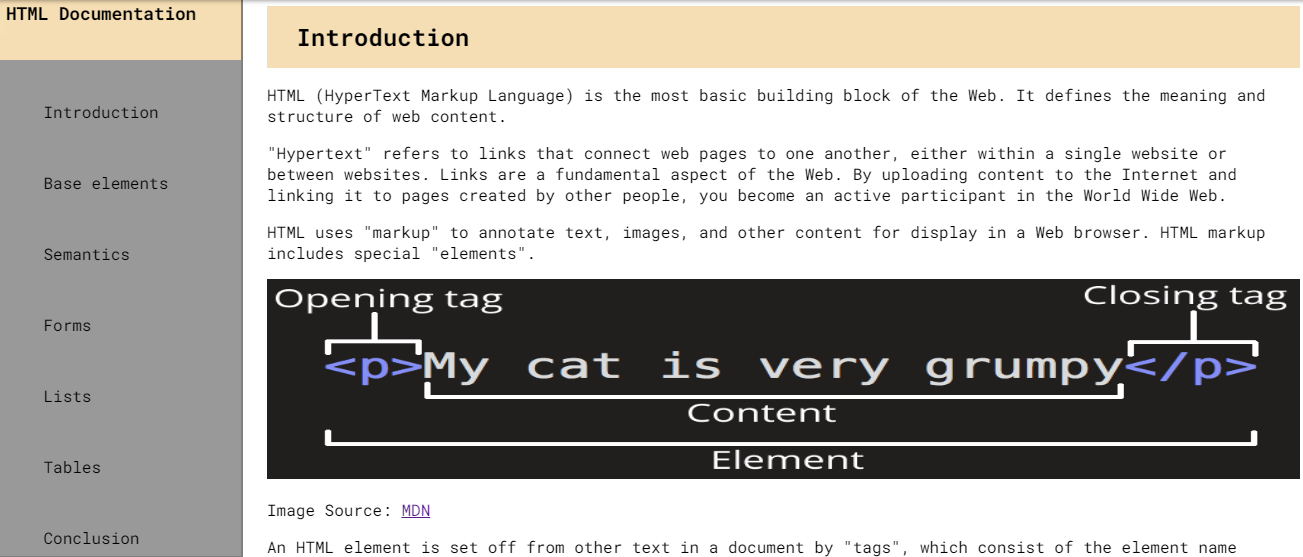 HTML Documentation
Introduction
Base elements
Semantics
Forms
Lists
Tables
Conclusion
Introduction
HTML (HyperText Markup Language) is the most basic building block of the Web. It defines the meaning and
structure of web content.
"Hypertext" refers to links that connect web pages to one another, either within a single website or
between websites. Links are a fundamental aspect of the Web. By uploading content to the Internet and
linking it to pages created by other people, you become an active participant in the World Wide Web.
HTML uses "markup" to annotate text, images, and other content for display in a Web browser. HTML markup
includes special "elements".
Opening tag Closing tag
<p>My cat is very grumpy</p>
Content
Element
Image Source: MDN
An HTML element is set off from other text in a document by "tags", which consist of the element name